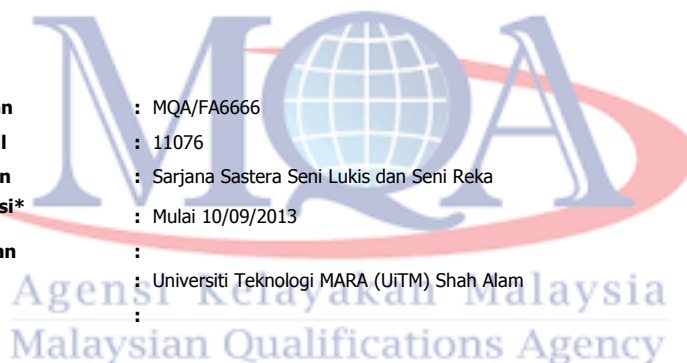 MQA
an : MQA/FA6666
l : 11076
n : Sarjana Sastera Seni Lukis dan Seni Reka
si* : Mulai 10/09/2013
an :
: Universiti Teknologi MARA (UiTM) Shah Alam
:
Agensi Kelayakan Malaysia
Malaysian Qualifications Agency